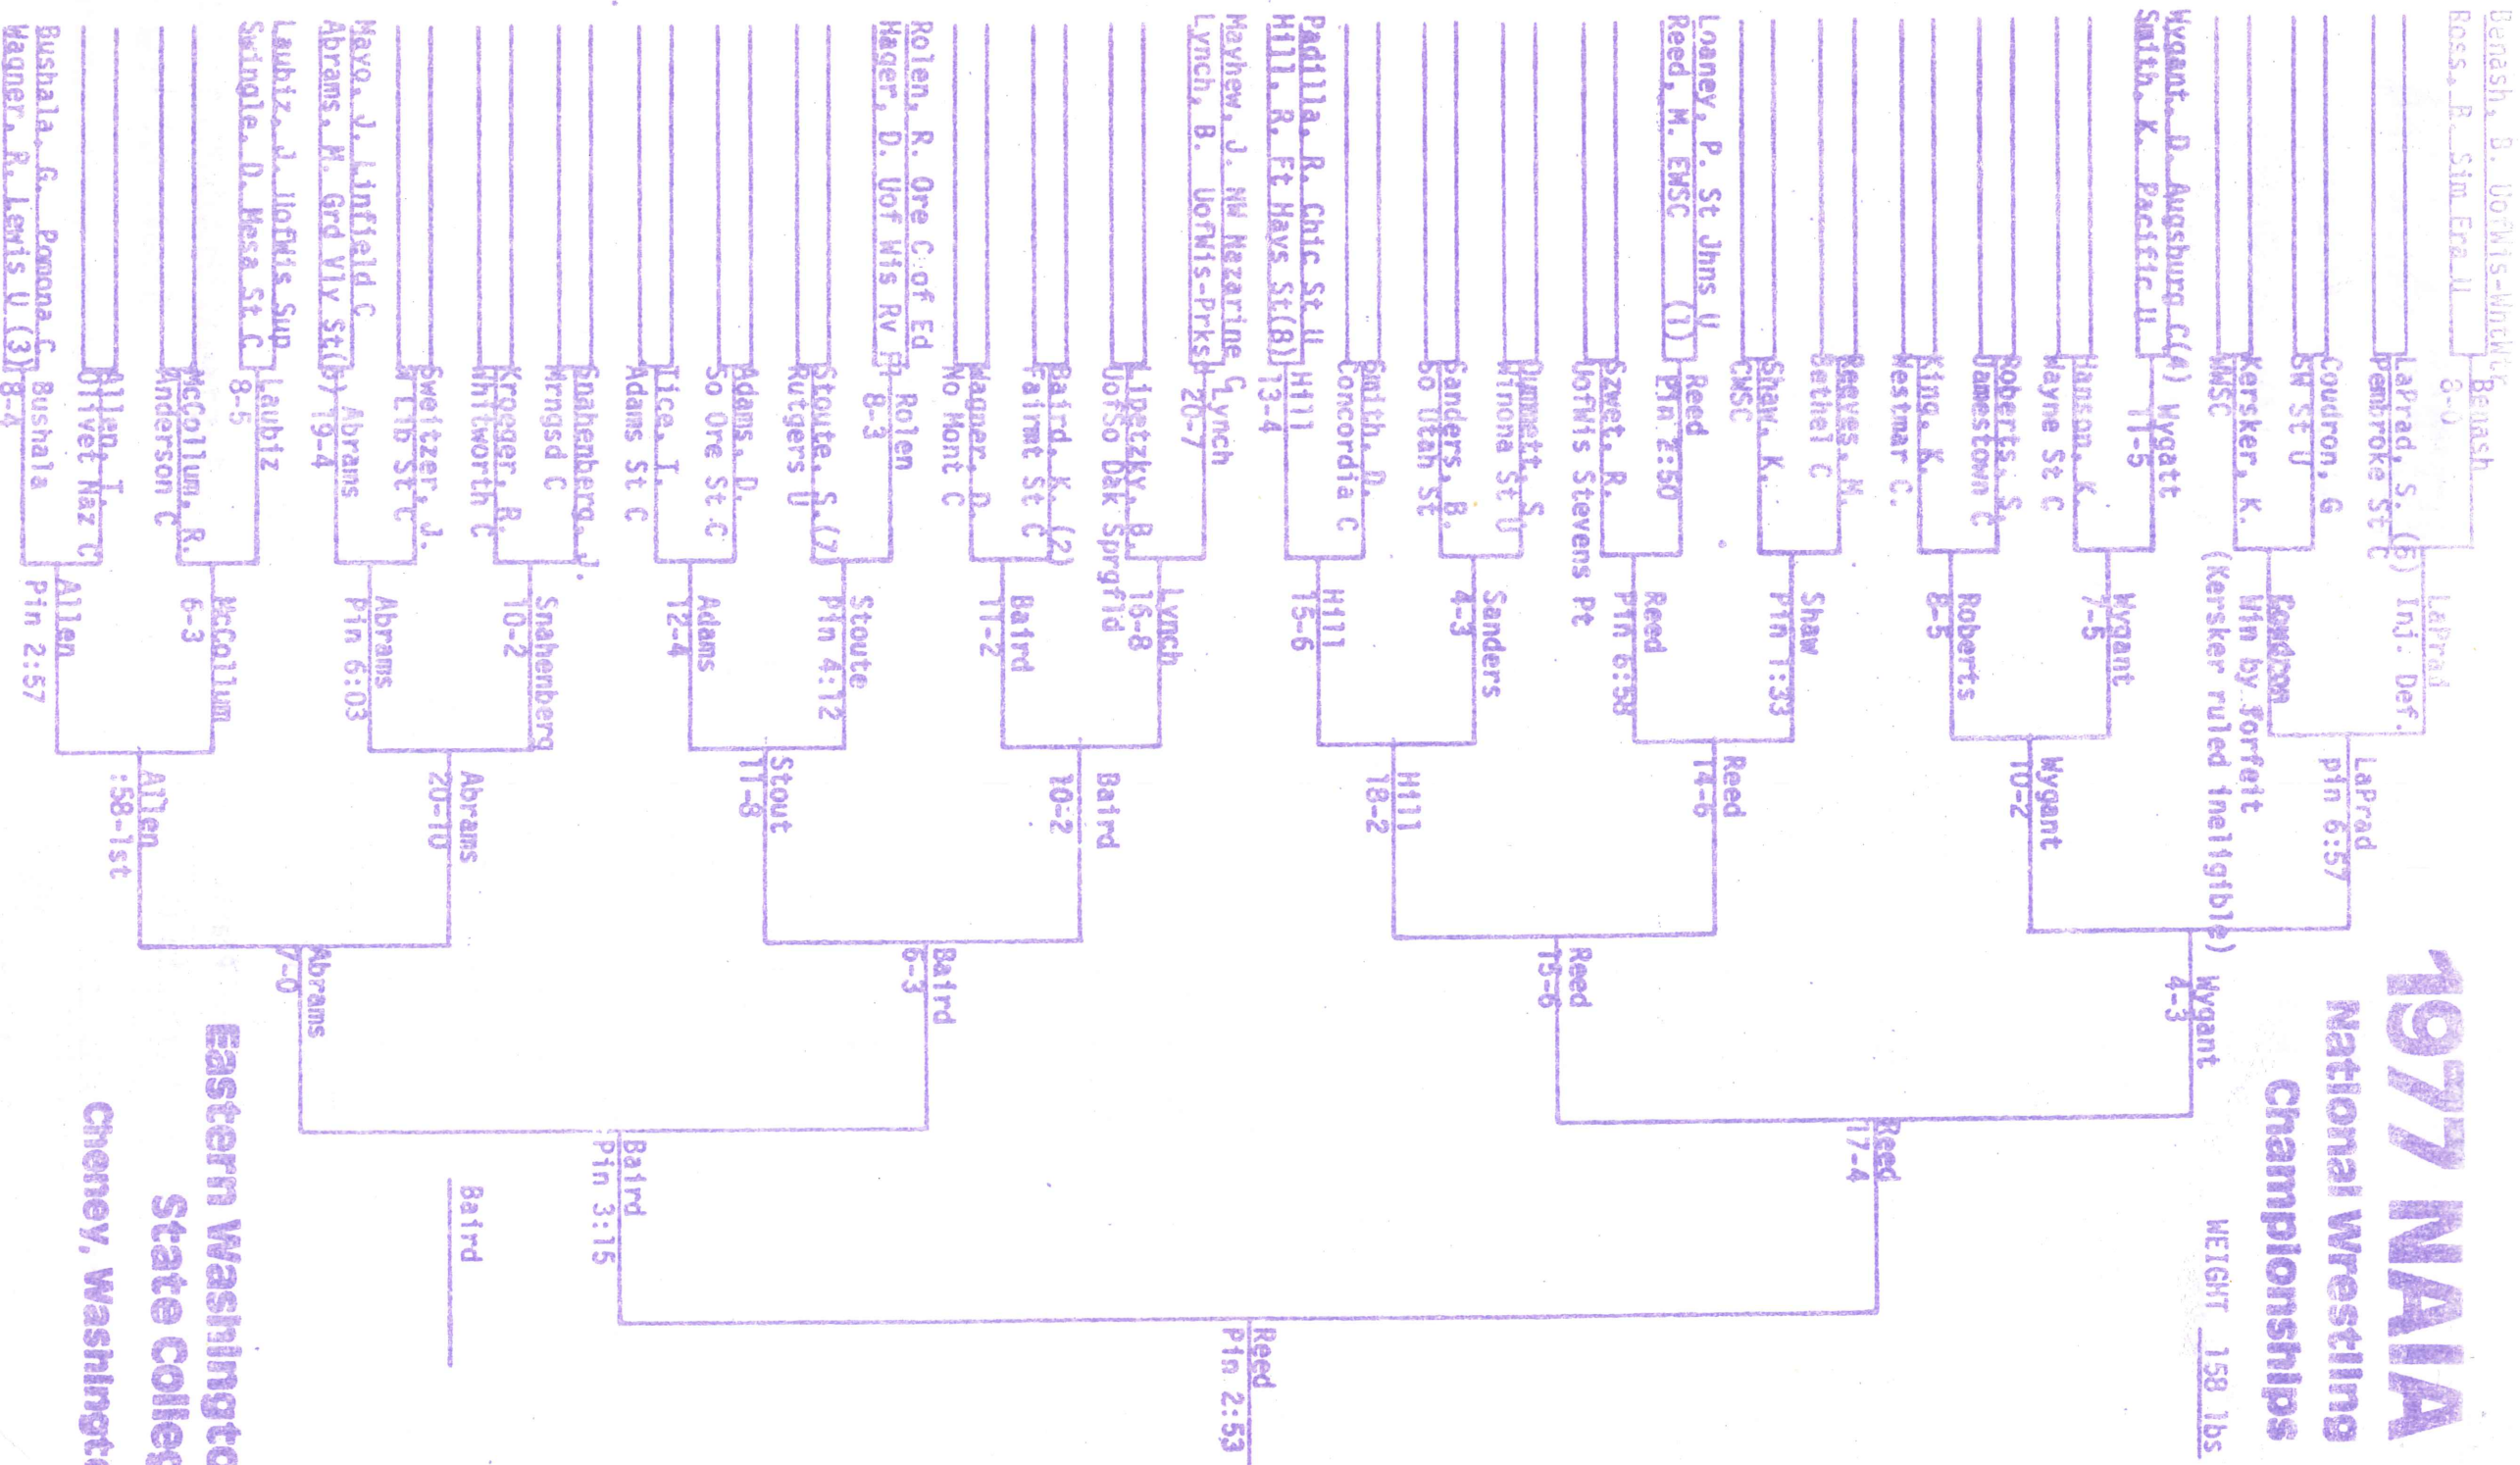 1977 NAIA
National Wrestling
Championships
WEIGHT 158 lbs
Benash, B. UofWis-Whtwtr
Ross, R. Sim Era U
Wygant, D. Augsburg C(4)
Smith, K. Pacific U
Looney, P. St Jhns U
Reed, M. EWSC (1)
Padilla, R. Chic St U
Hill, R. Ft Hays St(8)
Mayhew, J. NW Nazarine C
Lynch, B. UofWis-Prksd
Rolen, R. Ore C of Ed
Hager, D. Uof Wis Rv F
Mayo, J. Linfield C
Abrams, M. Grd Vly St(6)
Laubtz, J. UofWis Sup
Swingle, D. Mesa St C
Bushala, G. Pomona C
Wagner, R. Lewis U (3)
Benash
8-0
LaPrad, S. (5)
Pembroke St C
Coudron, G
SW St U
Kersker, K.
NWSC
Wygatt
11-5
Hanson, K.
Wayne St C
Roberts, S.
Jamestown C
King, K.
Westmar C.
Reeves, M.
Bethel C
Shaw, K.
CWSC
Reed
Pin 2:50
Szwet, R.
UofWis Stevens Pt
Dummett, S.
Winona St U
Sanders, B.
So Utah St
Smith, D.
Concordia C
Hill
13-4
Lynch
20-7
Lipetzky, B.
UofSo Dak Sprgfld
Baird, K. (2)
Fairmt St C
Wagner, D.
No Mont C
Rolen
8-3
Stoute, S. (7)
Rutgers U
Adams, D.
So Ore St C
Lice, T.
Adams St C
Snahenberg, J.
Wrngsd C
Kroeger, B.
Whitworth C
Sweitzer, J.
St C
Abrams
19-4
Laubtz
8-5
McCollum, R.
Anderson C
Allen, T.
Olivet Naz C
Bushala
8-4
LaPrad
Inj. Def.
Coudron
Win by forfeit
(Kersker ruled inelligible)
Wygant
7-5
Roberts
8-5
Shaw
Pin 1:33
Reed
Pin 6:58
Sanders
4-3
Hill
15-6
Lynch
16-8
Baird
11-2
Stoute
Pin 4:12
Adams
12-4
Snahenberg
10-2
Abrams
Pin 6:03
McCollum
6-3
Allen
Pin 2:57
LaPrad
Pin 6:57
Wygant
10-2
Reed
14-6
Hill
18-2
Baird
10-2
Stout
11-8
Abrams
20-10
Allen
:58-1st
Wygant
4-3
Reed
15-6
Baird
6-3
Abrams
7-0
Reed
17-4
Baird
Pin 3:15
Baird
Reed
Pin 2:53
Eastern Washingto
State Colleg
Cheney, Washingt